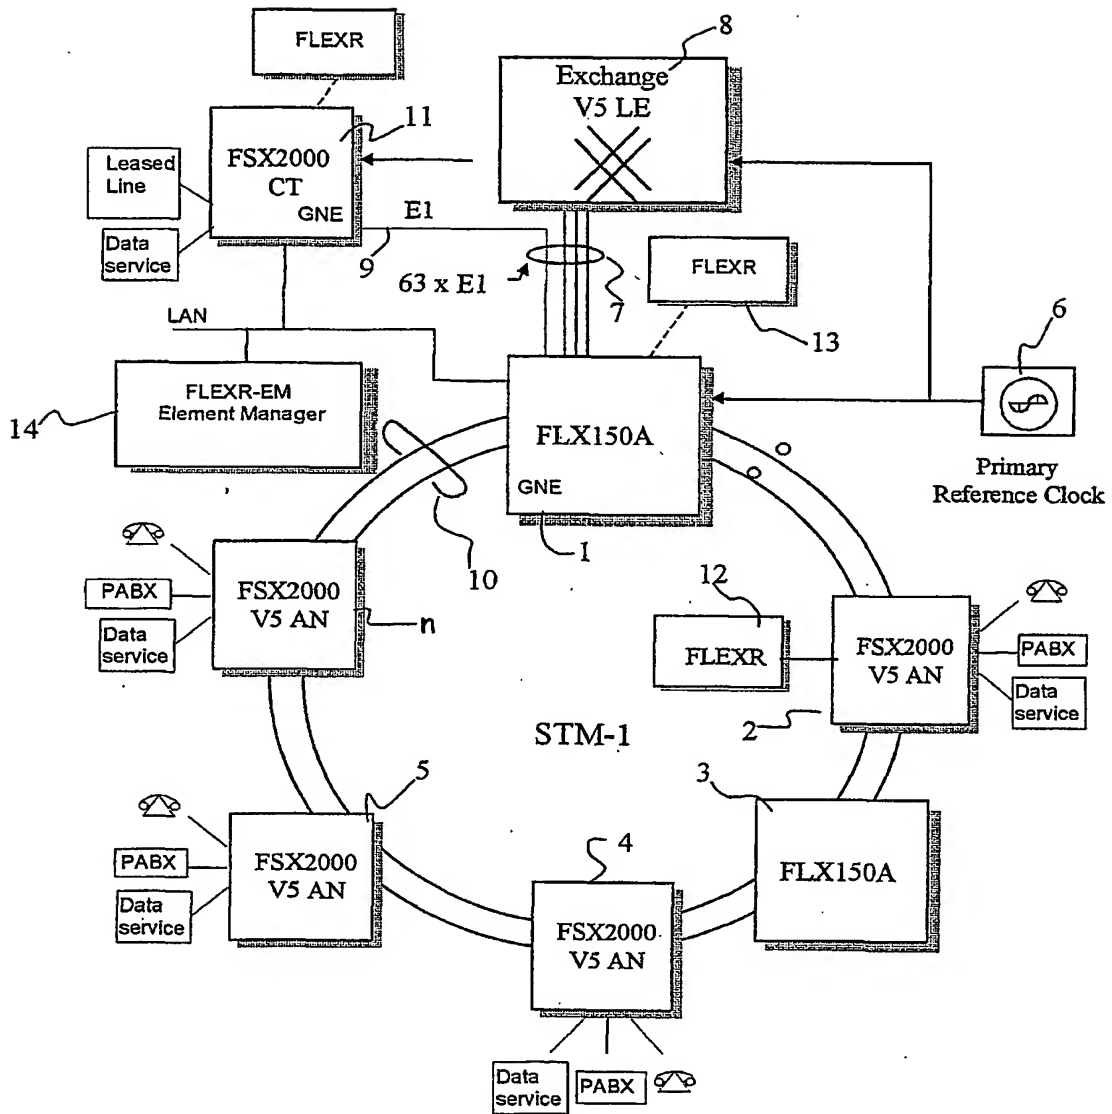 FLEXR
8
Exchange
V5 LE
11
FSX2000
CT
GNE
Leased
Line
Data
service
E1
9
63 x E1
7
FLEXR
13
6
LAN
FLEXR-EM
Element Manager
14
FLX150A
GNE
1
Primary
Reference Clock
10
PABX
Data
service
FSX2000
V5 AN
n
12
FLEXR
FSX2000
V5 AN
2
PABX
Data
service
STM-1
5
3
PABX
Data
service
FSX2000
V5 AN
4
FLX150A
FSX2000
V5 AN
Data
service
PABX